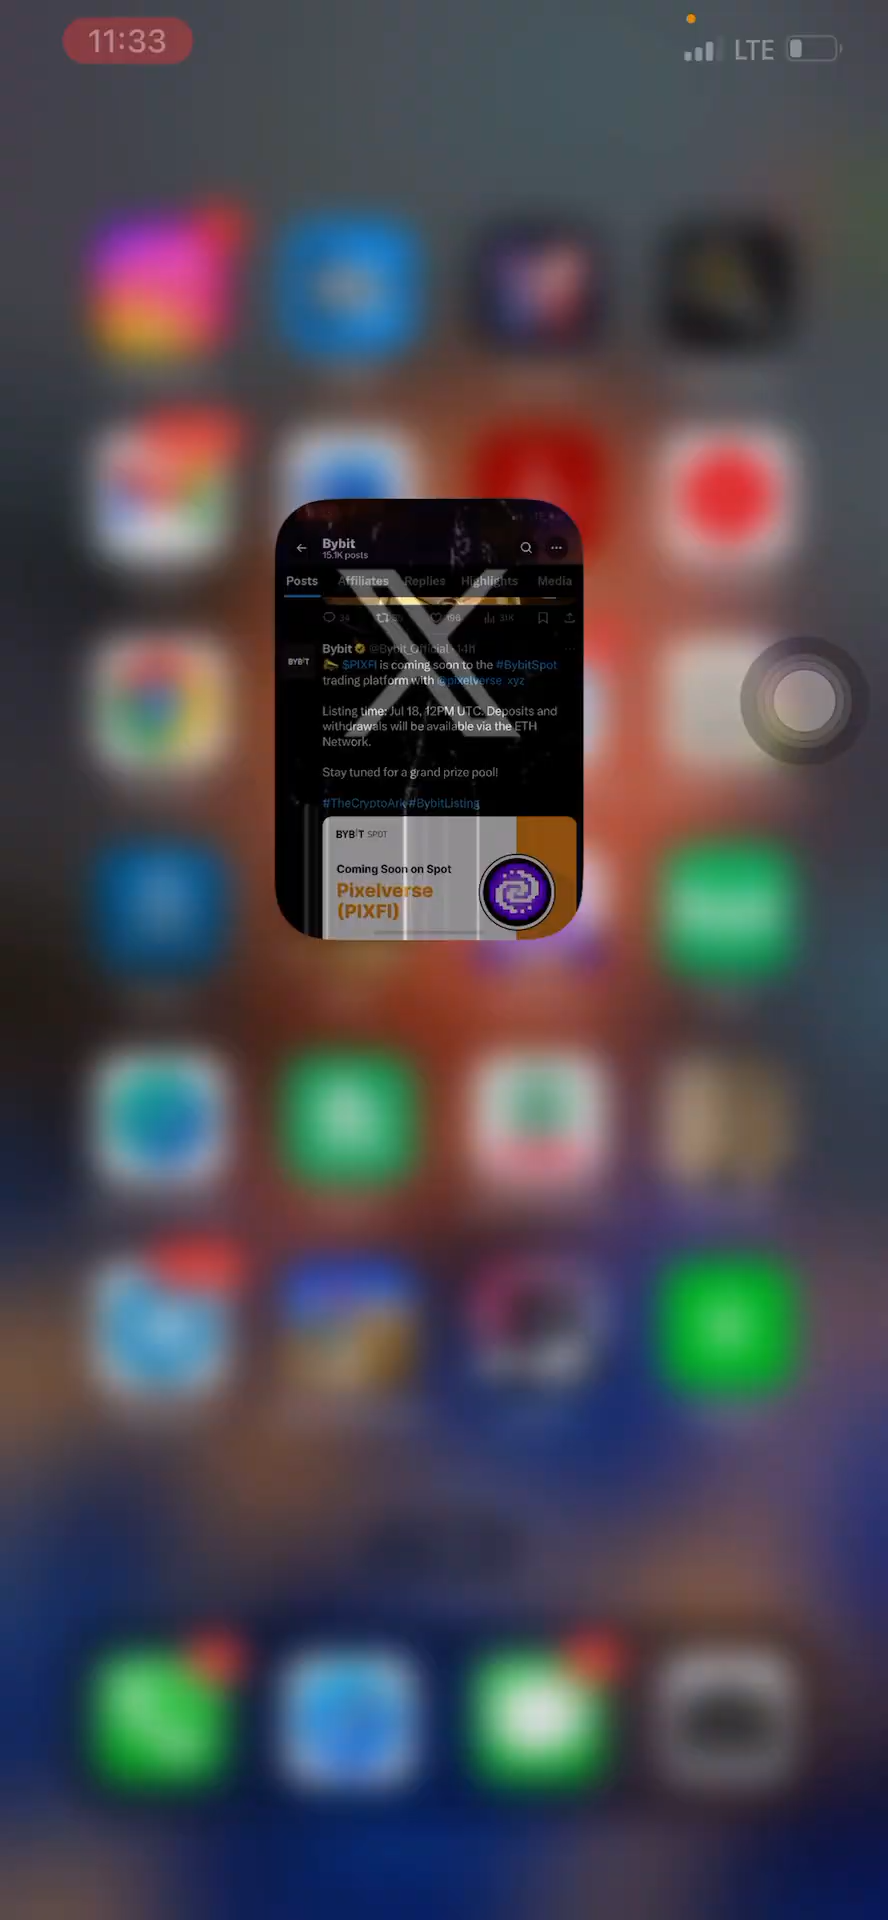 11:33
LTE
Bybit
15.1K posts
Posts Affiliates Replies Highlights Media
198 31K
Bybit @Bybit_Official · 14h
BYBIT
$PIXFI is coming soon to the #BybitSpot
trading platform with @pixelverse_xyz
Listing time: Jul 18, 12PM UTC. Deposits and
withdrawals will be available via the ETH
Network.
Stay tuned for a grand prize pool!
#TheCryptoArk #BybitListing
BYBIT SPOT
Coming Soon on Spot
Pixelverse
(PIXFI)